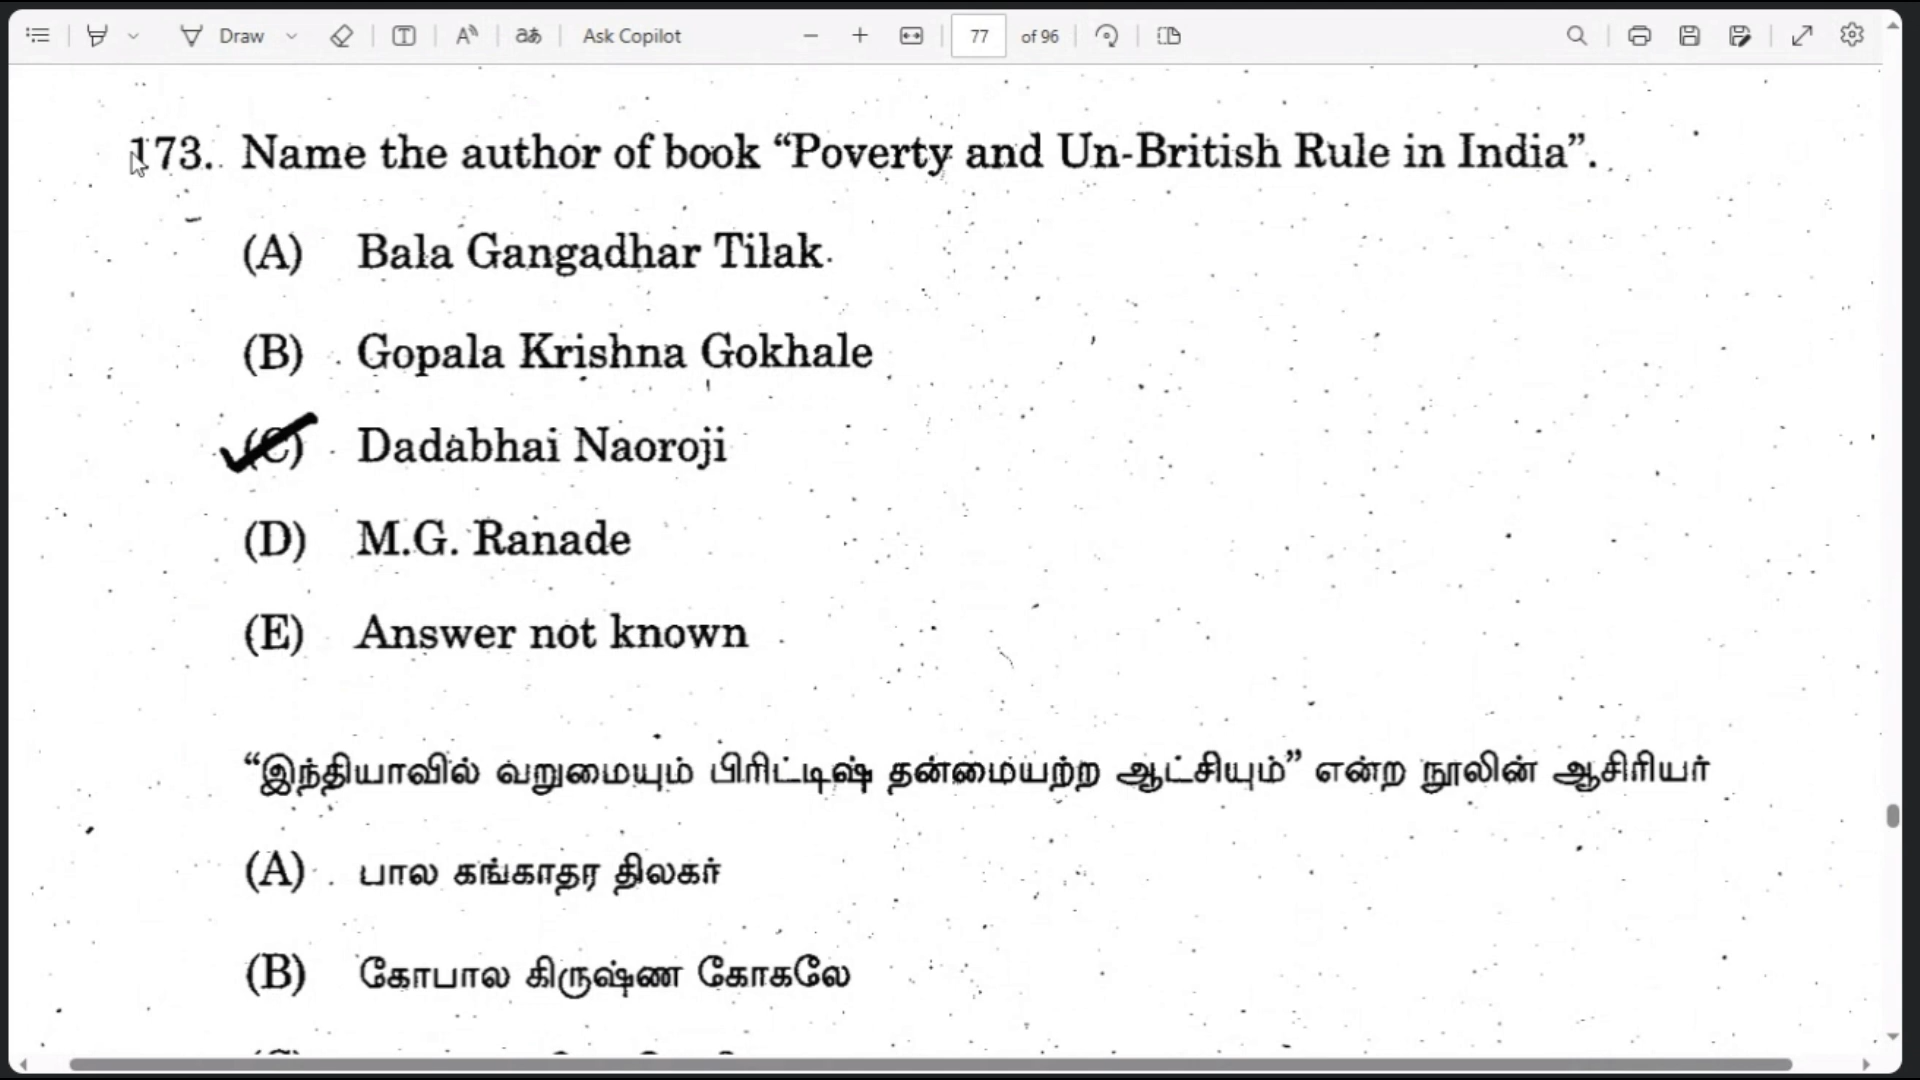 Draw Ask Copilot 77 of 96
173. Name the author of book “Poverty and Un-British Rule in India”.
(A) Bala Gangadhar Tilak
(B) Gopala Krishna Gokhale
(C) Dadabhai Naoroji
(D) M.G. Ranade
(E) Answer not known
“இந்தியாவில் வறுமையும் பிரிட்டிஷ் தன்மையற்ற ஆட்சியும்” என்ற நூலின் ஆசிரியர்
(A) பால கங்காதர திலகர்
(B) கோபால கிருஷ்ண கோகலே